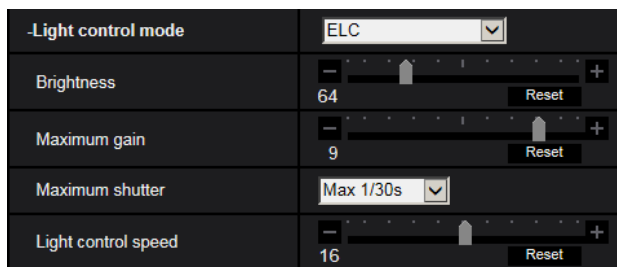 -Light control mode
ELC
Brightness
64
Reset
Maximum gain
9
Reset
Maximum shutter
Max 1/30s
Light control speed
16
Reset